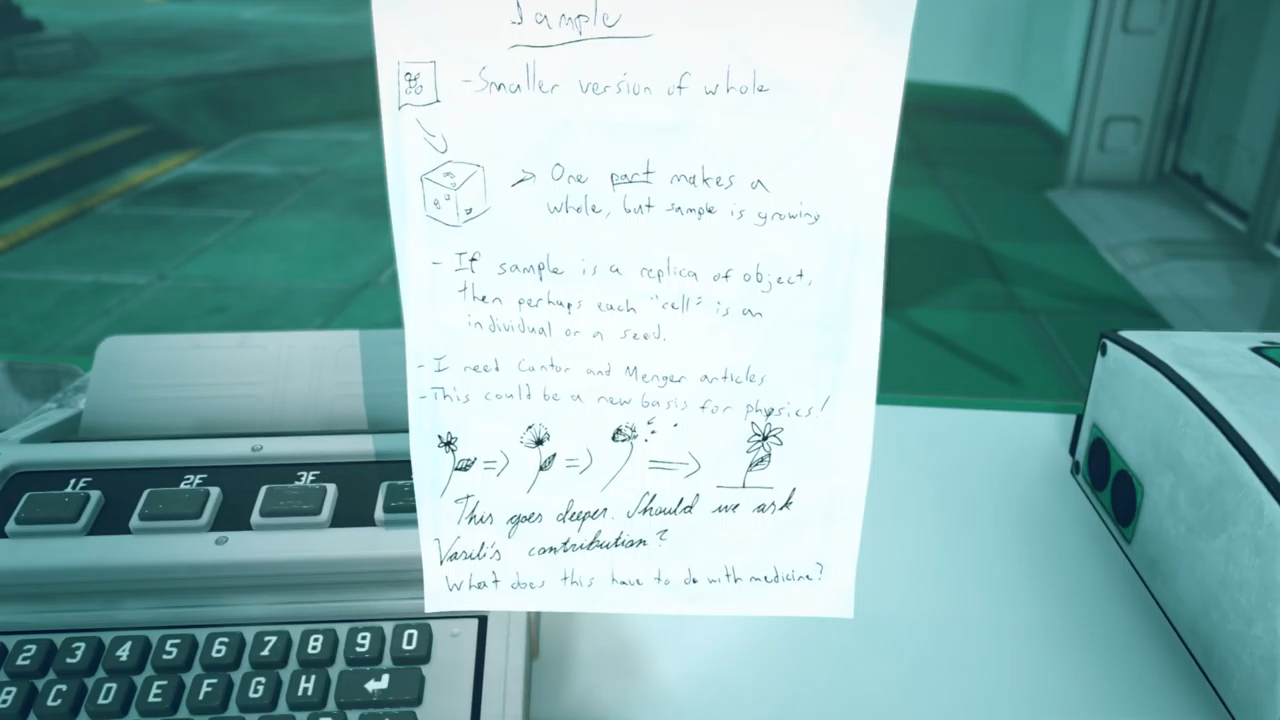 Sample
- Smaller version of whole
One part makes a
whole, but sample is growing
- If sample is a replica of object,
then perhaps each "cell" is an
individual or a seed.
- I need Cantor and Menger articles
- This could be a new basis for physics!
This goes deeper. Should we ask
Vasili's contribution?
What does this have to do with medicine?
1F 2F 3F
2 3 4 5 6 7 8 9 0
B C D E F G H